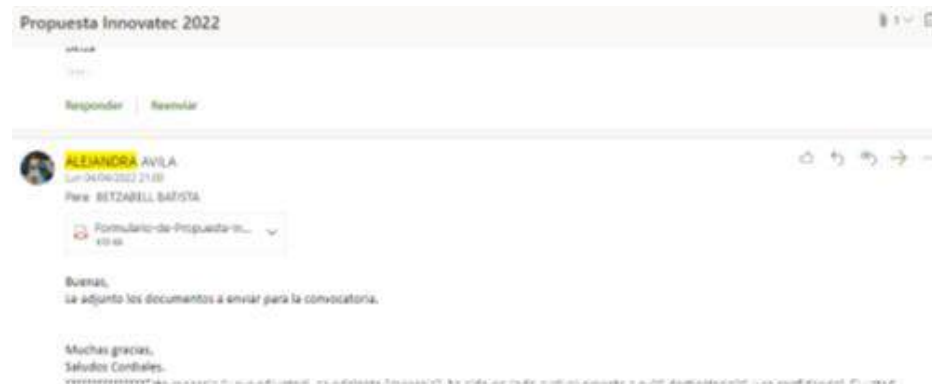 Propuesta Innovatec 2022
1
Responder Reenviar
ALEJANDRA AVILA
Lun 04/04/2022 21:00
Para: BETZABELL BATISTA
Formulario-de-Propuesta-In...
Buenas,
Le adjunto los documentos a enviar para la convocatoria.
Muchas gracias,
Saludos Cordiales.